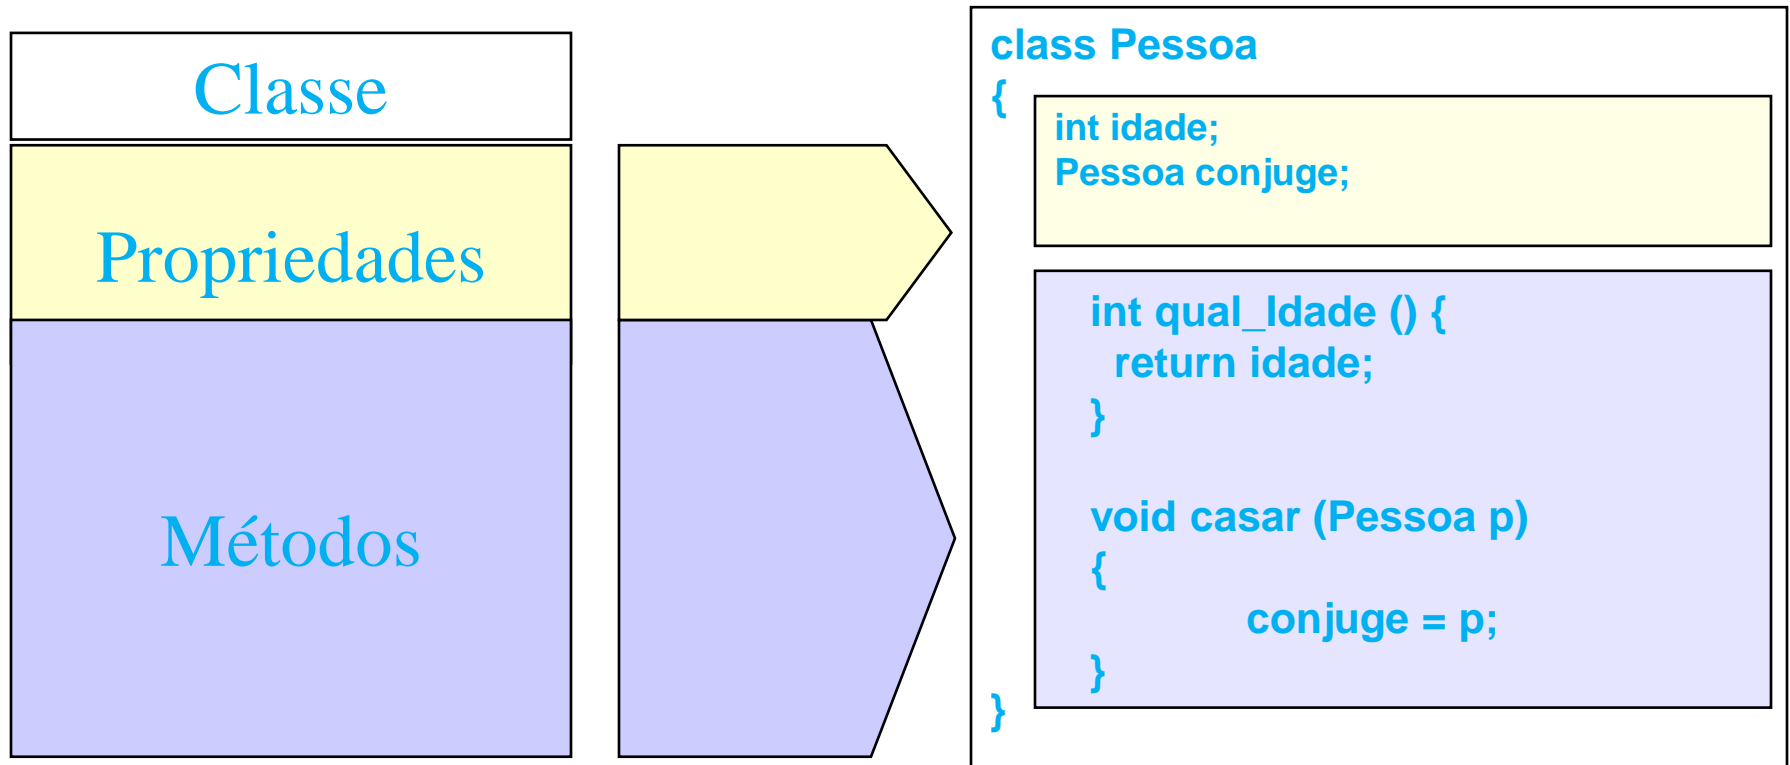 Classe
Propriedades
Métodos
class Pessoa
{
int idade;
Pessoa conjuge;
int qual_Idade () {
return idade;
}
void casar (Pessoa p)
{
conjuge = p;
}
}